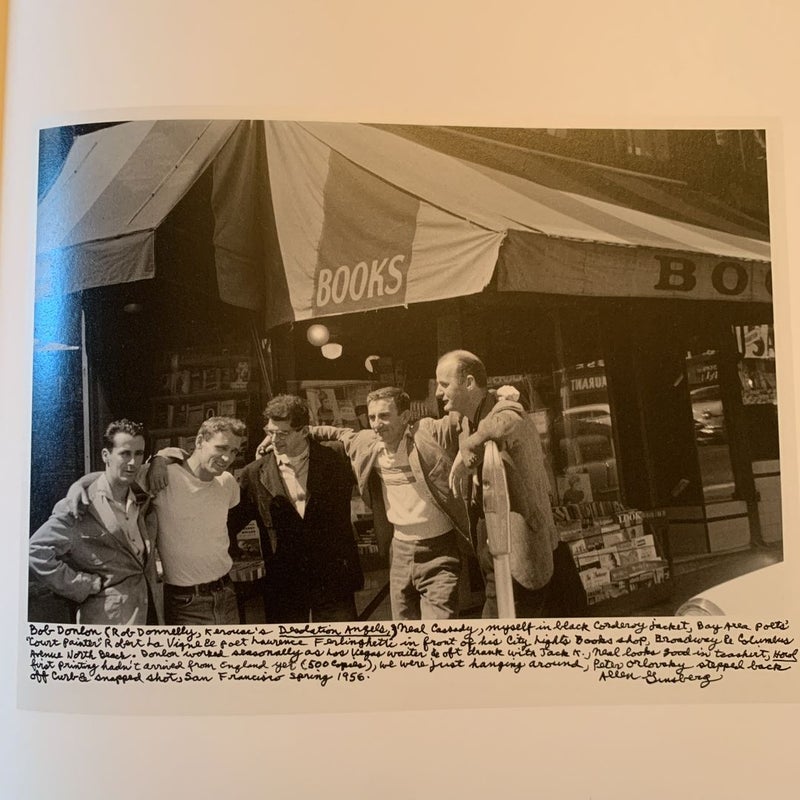 BOOKS
BOO
LOOK
Bob Donlon (Rob Donnelly, Kerouac's Desolation Angels,) Neal Cassady, myself in black corderoy jacket, Bay Area poets'
"Court Painter" Robert La Vigne & poet Lawrence Ferlinghetti in front of his City Lights Books shop, Broadway & Columbus
Avenue North Beach. Donlon worked seasonally as Las Vegas waiter & oft drank with Jack K., Neal looks good in teashirt, Howl
first printing hadn't arrived from England yet (500 copies), we were just hanging around, Peter Orlovsky stepped back
off curb & snapped shot, San Francisco Spring 1956.
Allen Ginsberg